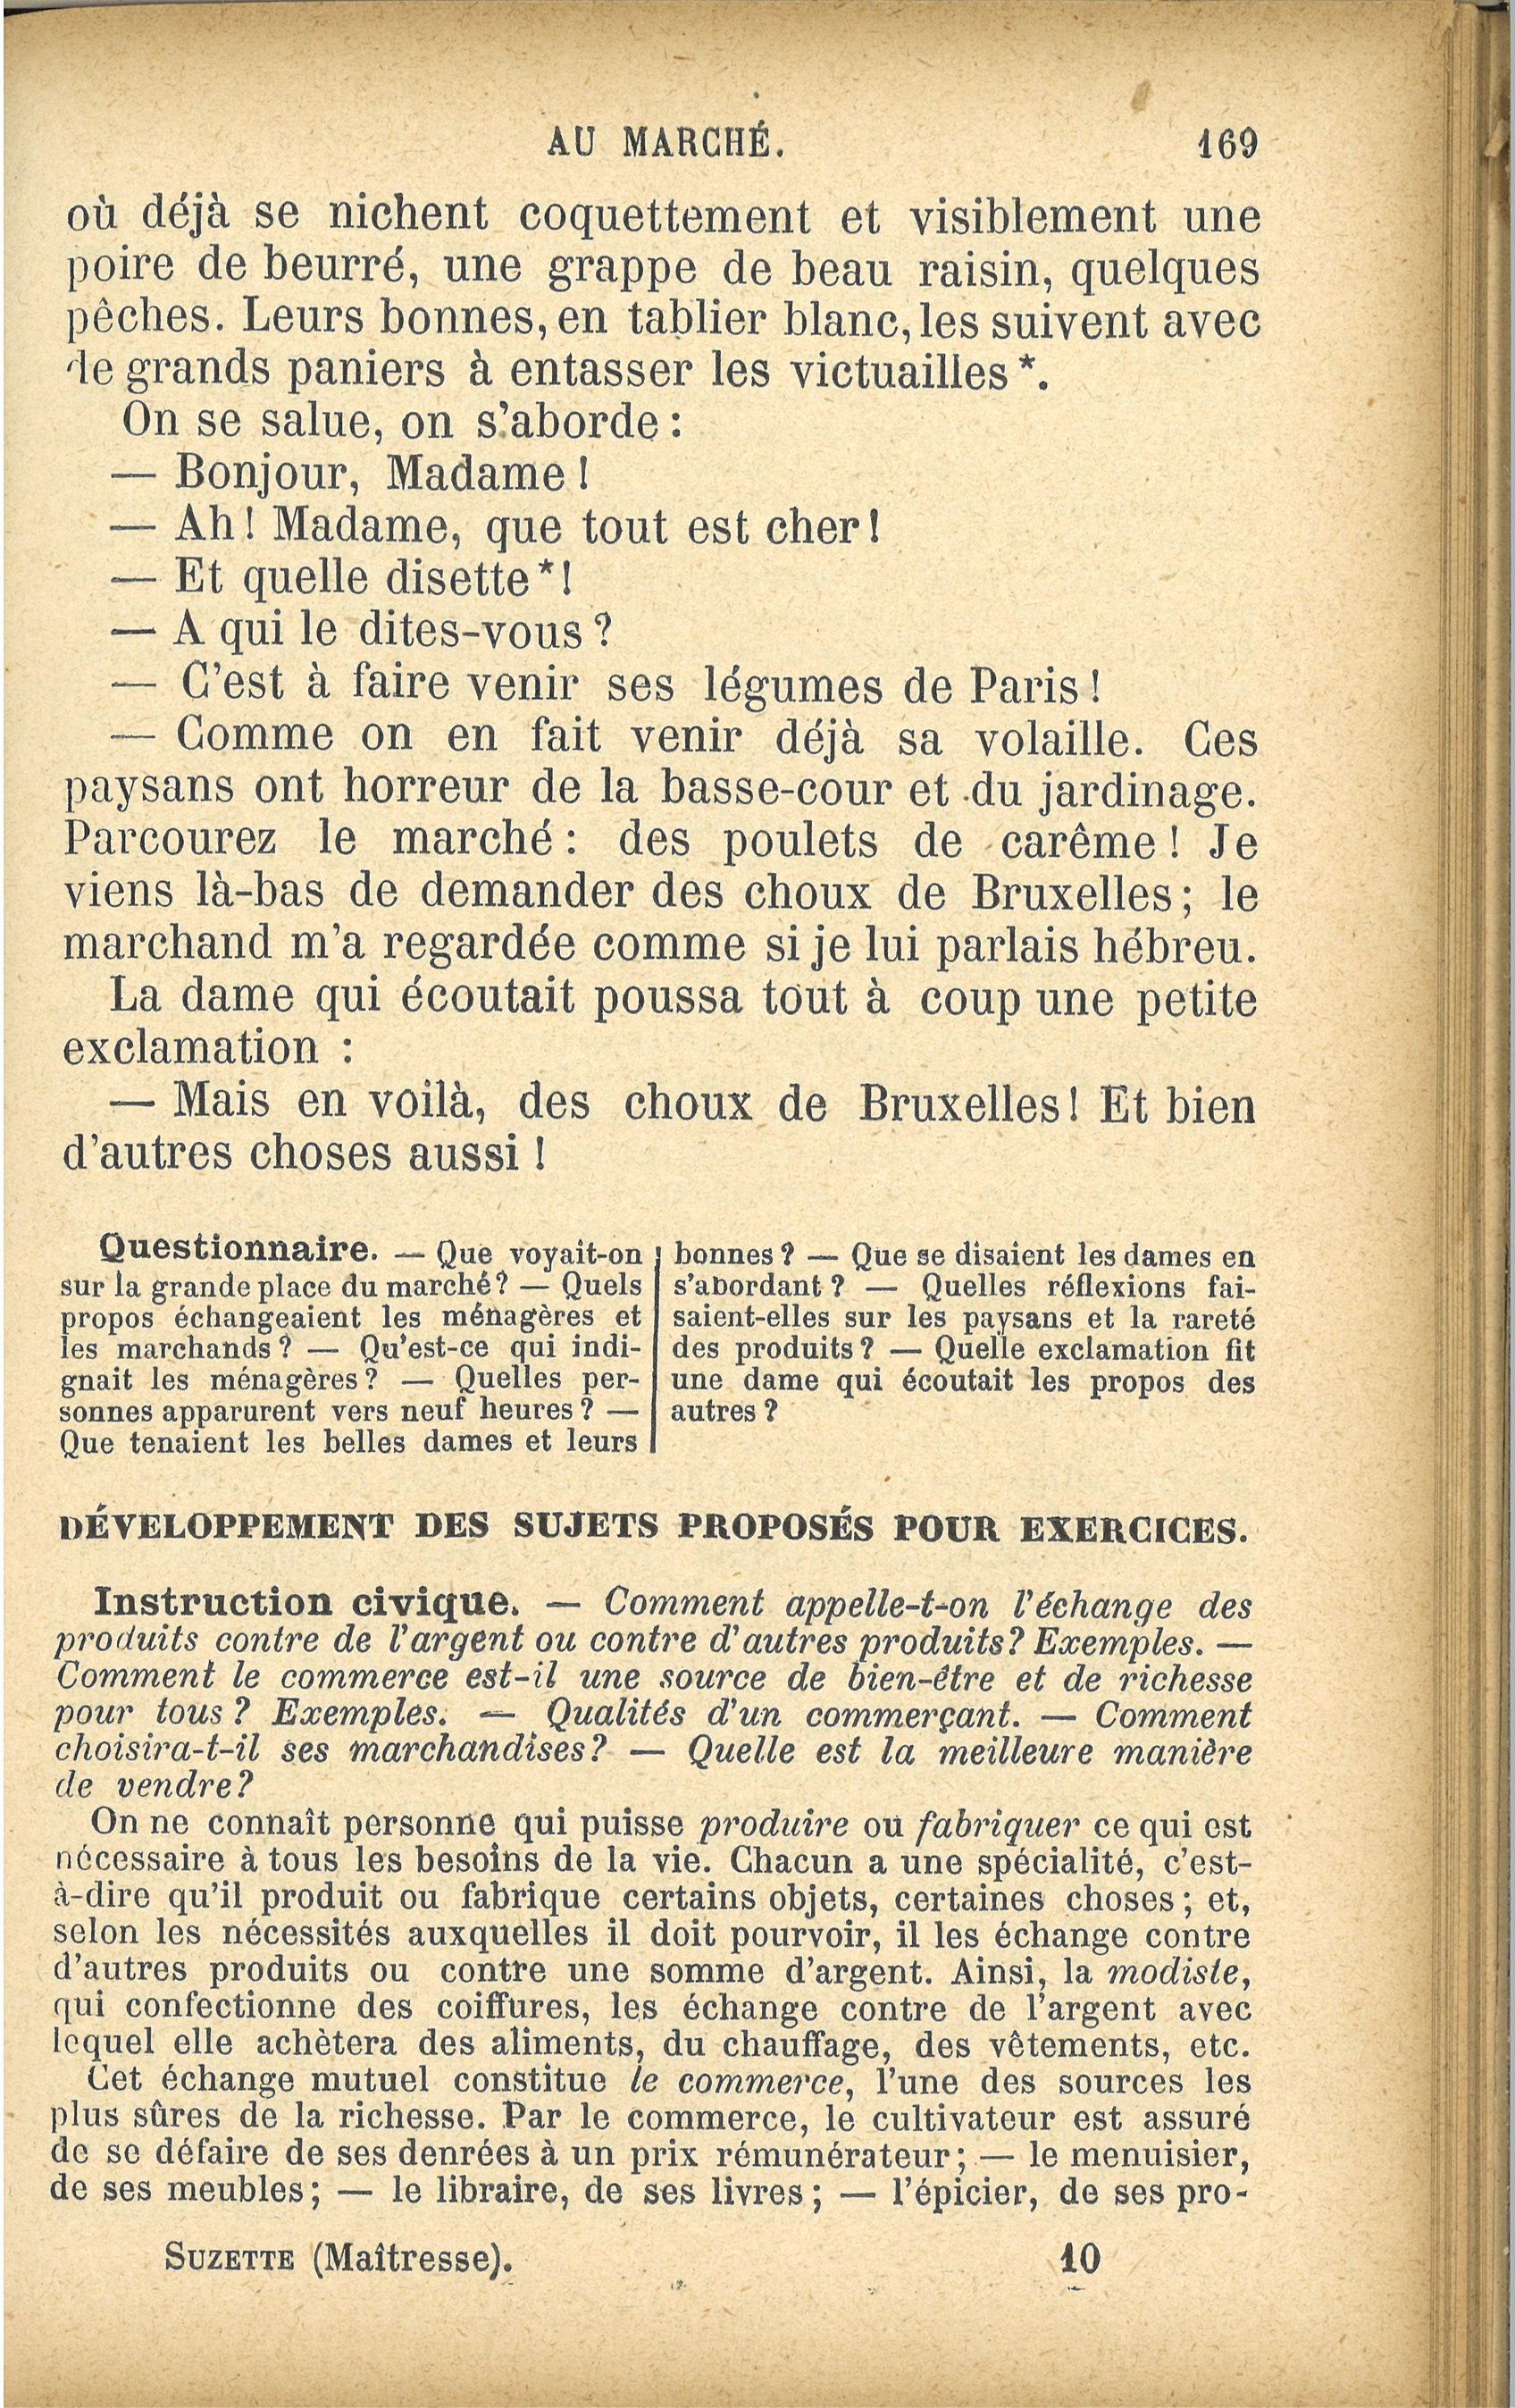 AU MARCHÉ. 169
où déjà se nichent coquettement et visiblement une
poire de beurré, une grappe de beau raisin, quelques
pêches. Leurs bonnes, en tablier blanc, les suivent avec
de grands paniers à entasser les victuailles*.
On se salue, on s'aborde :
— Bonjour, Madame !
— Ah ! Madame, que tout est cher !
— Et quelle disette* !
— A qui le dites-vous ?
— C'est à faire venir ses légumes de Paris !
— Comme on en fait venir déjà sa volaille. Ces
paysans ont horreur de la basse-cour et du jardinage.
Parcourez le marché : des poulets de carême ! Je
viens là-bas de demander des choux de Bruxelles ; le
marchand m'a regardée comme si je lui parlais hébreu.
La dame qui écoutait poussa tout à coup une petite
exclamation :
— Mais en voilà, des choux de Bruxelles ! Et bien
d'autres choses aussi !
Questionnaire. — Que voyait-on
sur la grande place du marché ? — Quels
propos échangeaient les ménagères et
les marchands ? — Qu'est-ce qui indi-
gnait les ménagères ? — Quelles per-
sonnes apparurent vers neuf heures ? —
Que tenaient les belles dames et leurs
bonnes ? — Que se disaient les dames en
s'abordant ? — Quelles réflexions fai-
saient-elles sur les paysans et la rareté
des produits ? — Quelle exclamation fit
une dame qui écoutait les propos des
autres ?
DÉVELOPPEMENT DES SUJETS PROPOSÉS POUR EXERCICES.
Instruction civique. — Comment appelle-t-on l'échange des
produits contre de l'argent ou contre d'autres produits ? Exemples. —
Comment le commerce est-il une source de bien-être et de richesse
pour tous ? Exemples. — Qualités d'un commerçant. — Comment
choisira-t-il ses marchandises ? — Quelle est la meilleure manière
de vendre ?
On ne connaît personne qui puisse produire ou fabriquer ce qui est
nécessaire à tous les besoins de la vie. Chacun a une spécialité, c'est-
à-dire qu'il produit ou fabrique certains objets, certaines choses ; et,
selon les nécessités auxquelles il doit pourvoir, il les échange contre
d'autres produits ou contre une somme d'argent. Ainsi, la modiste,
qui confectionne des coiffures, les échange contre de l'argent avec
lequel elle achètera des aliments, du chauffage, des vêtements, etc.
Cet échange mutuel constitue le commerce, l'une des sources les
plus sûres de la richesse. Par le commerce, le cultivateur est assuré
de se défaire de ses denrées à un prix rémunérateur ; — le menuisier,
de ses meubles ; — le libraire, de ses livres ; — l'épicier, de ses pro-
SUZETTE (Maîtresse). 10